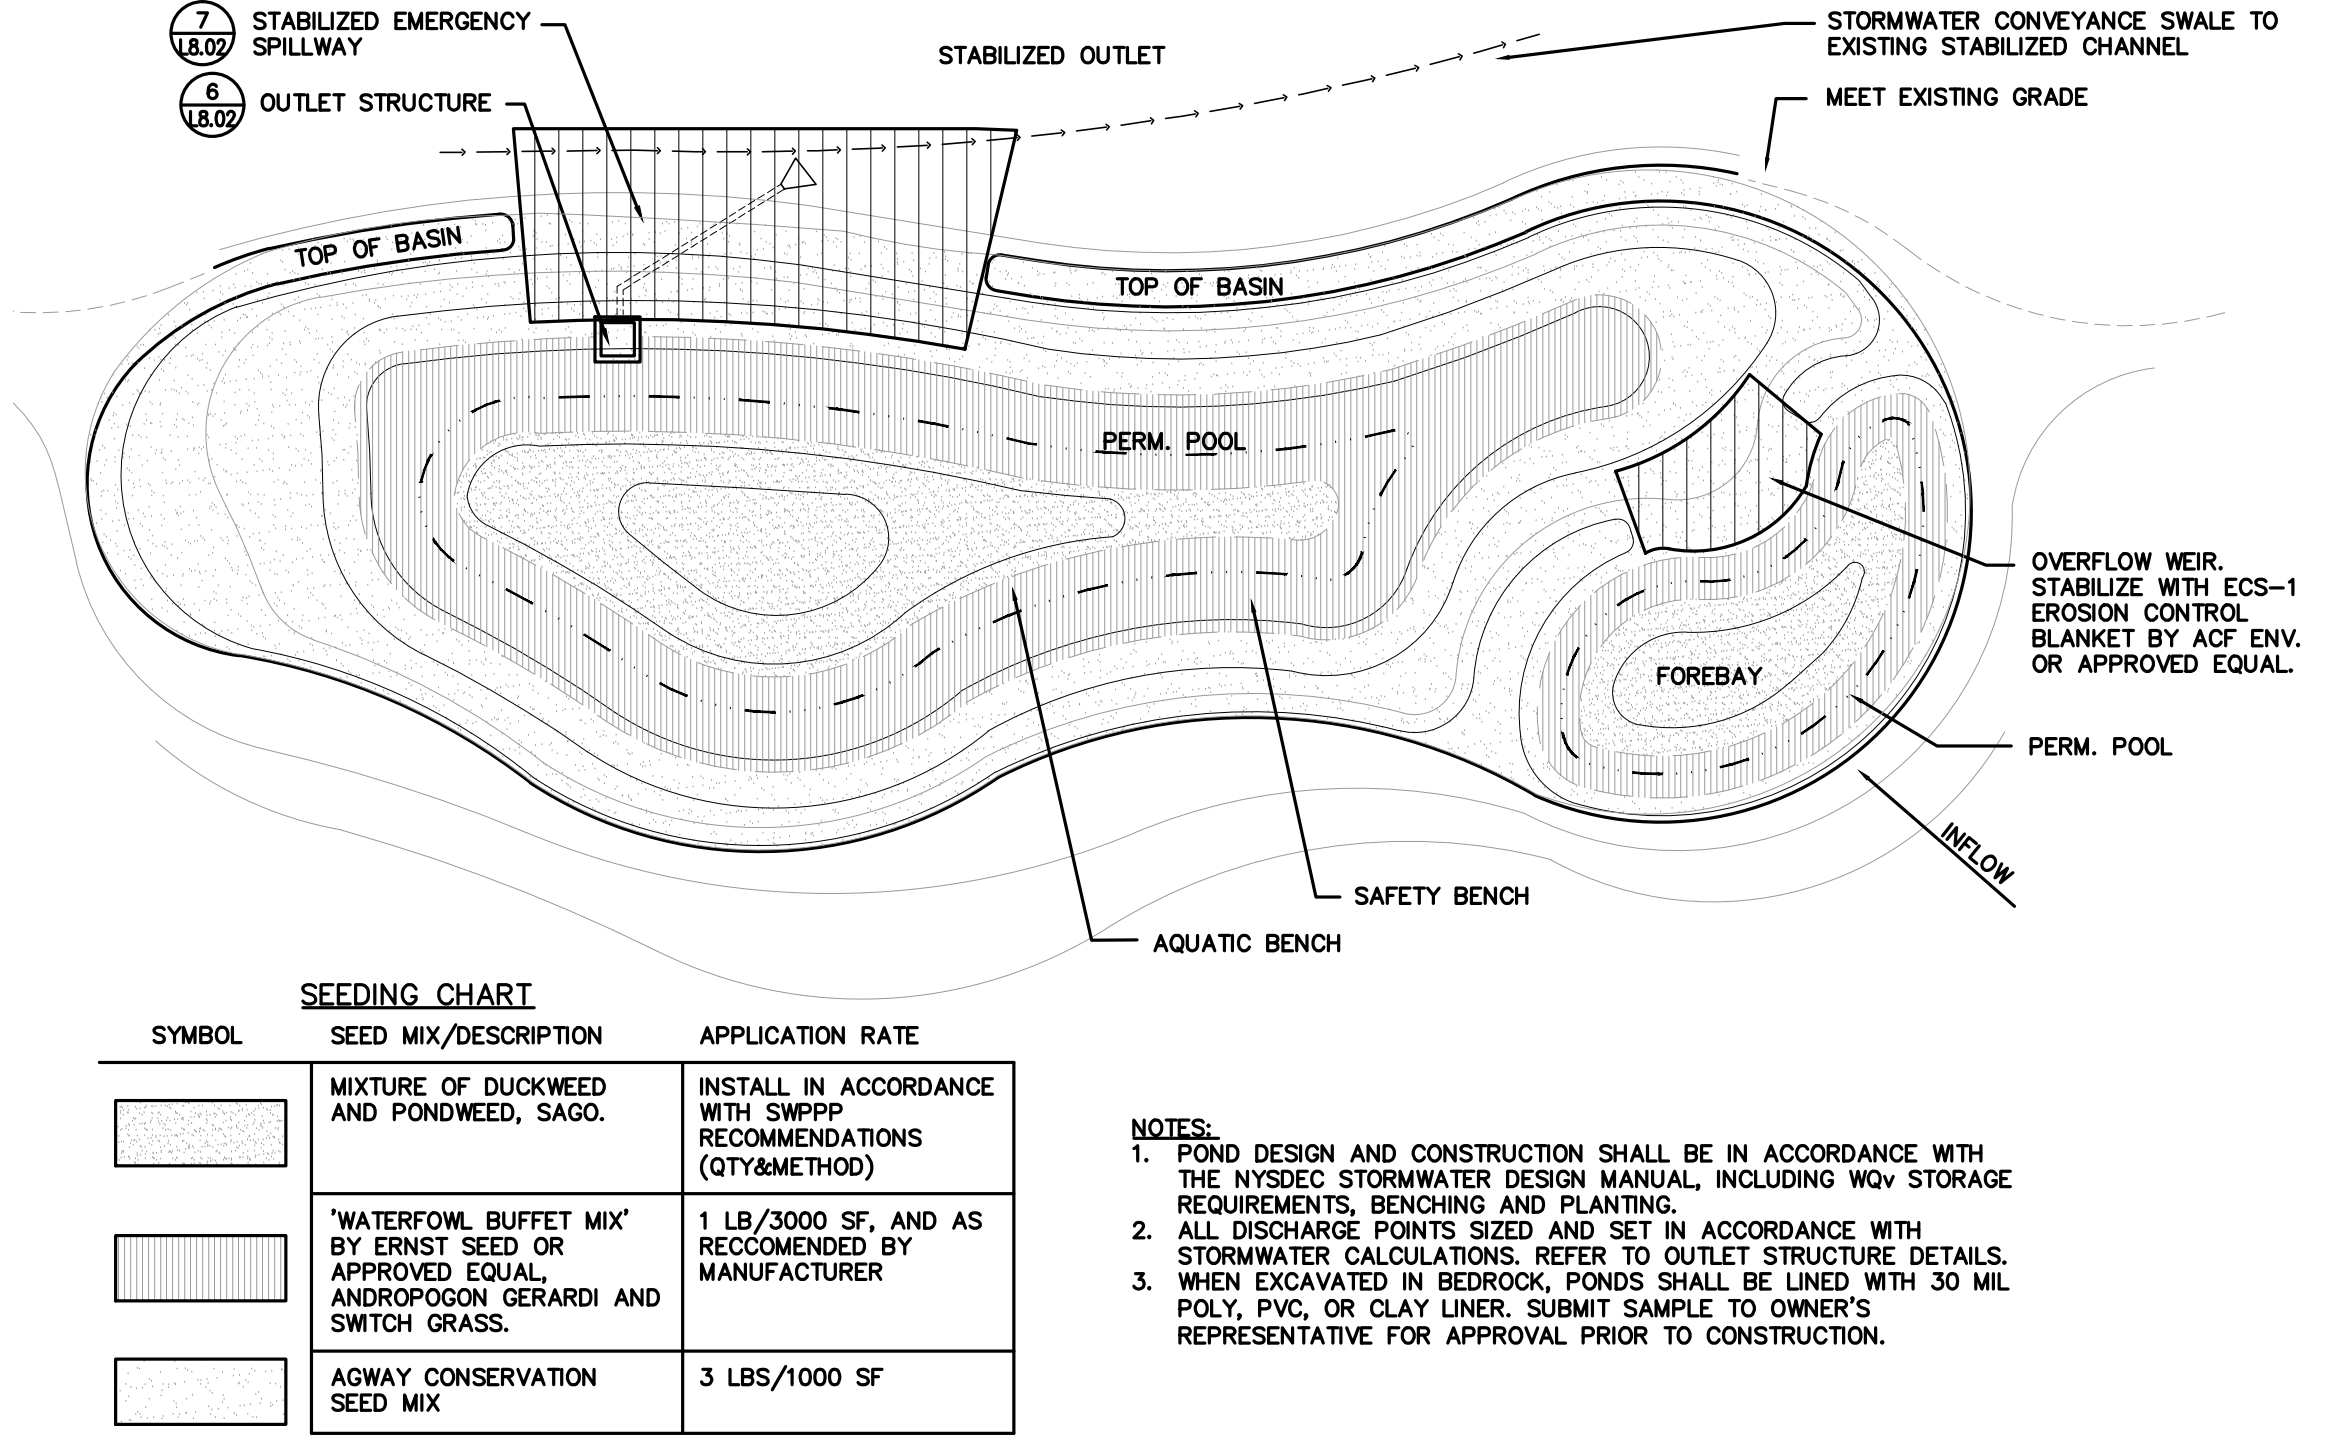 7
L8.02
STABILIZED EMERGENCY
SPILLWAY
6
L8.02
OUTLET STRUCTURE
STABILIZED OUTLET
STORMWATER CONVEYANCE SWALE TO
EXISTING STABILIZED CHANNEL
MEET EXISTING GRADE
TOP OF BASIN
TOP OF BASIN
PERM. POOL
OVERFLOW WEIR.
STABILIZE WITH ECS-1
EROSION CONTROL
BLANKET BY ACF ENV.
OR APPROVED EQUAL.
FOREBAY
PERM. POOL
INFLOW
SAFETY BENCH
AQUATIC BENCH
SEEDING CHART
SYMBOL SEED MIX/DESCRIPTION APPLICATION RATE
MIXTURE OF DUCKWEED
AND PONDWEED, SAGO.
INSTALL IN ACCORDANCE
WITH SWPPP
RECOMMENDATIONS
(QTY&METHOD)
'WATERFOWL BUFFET MIX'
BY ERNST SEED OR
APPROVED EQUAL,
ANDROPOGON GERARDI AND
SWITCH GRASS.
1 LB/3000 SF, AND AS
RECCOMENDED BY
MANUFACTURER
AGWAY CONSERVATION
SEED MIX
3 LBS/1000 SF
NOTES:
1. POND DESIGN AND CONSTRUCTION SHALL BE IN ACCORDANCE WITH
THE NYSDEC STORMWATER DESIGN MANUAL, INCLUDING WQv STORAGE
REQUIREMENTS, BENCHING AND PLANTING.
2. ALL DISCHARGE POINTS SIZED AND SET IN ACCORDANCE WITH
STORMWATER CALCULATIONS. REFER TO OUTLET STRUCTURE DETAILS.
3. WHEN EXCAVATED IN BEDROCK, PONDS SHALL BE LINED WITH 30 MIL
POLY, PVC, OR CLAY LINER. SUBMIT SAMPLE TO OWNER'S
REPRESENTATIVE FOR APPROVAL PRIOR TO CONSTRUCTION.